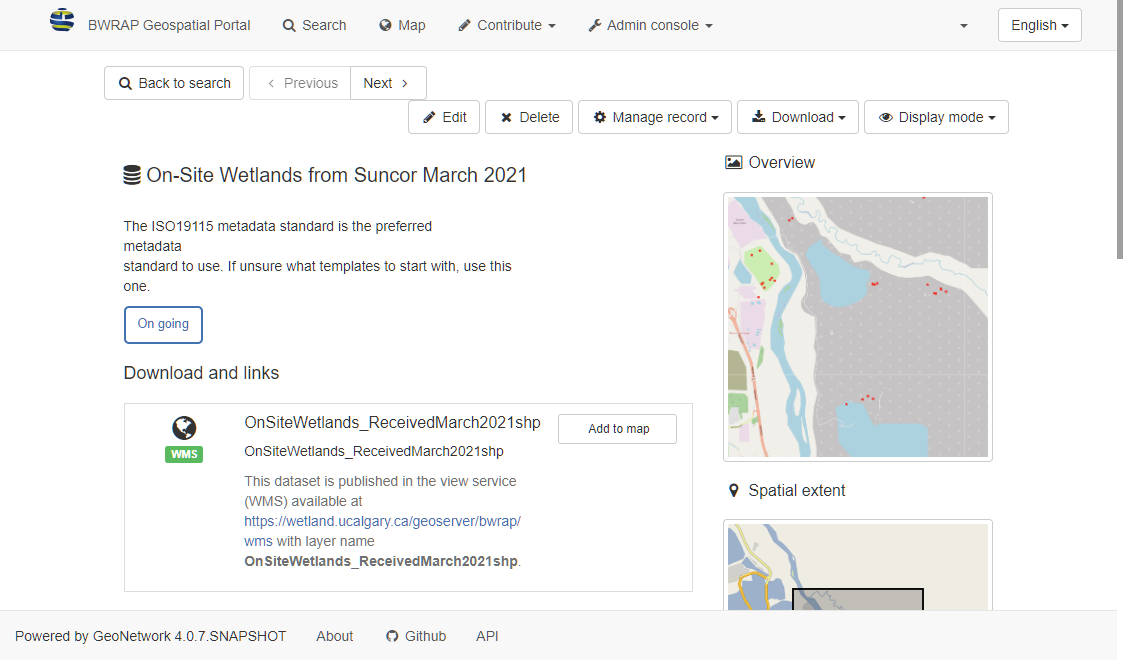 BWRAP Geospatial Portal Search Map Contribute Admin console English
Back to search Previous Next
Edit Delete Manage record Download Display mode
On-Site Wetlands from Suncor March 2021
The ISO19115 metadata standard is the preferred
metadata
standard to use. If unsure what templates to start with, use this
one.
On going
Download and links
WMS
OnSiteWetlands_ReceivedMarch2021shp
Add to map
OnSiteWetlands_ReceivedMarch2021shp
This dataset is published in the view service
(WMS) available at
https://wetland.ucalgary.ca/geoserver/bwrap/
wms with layer name
OnSiteWetlands_ReceivedMarch2021shp.
Overview
Spatial extent
Powered by GeoNetwork 4.0.7.SNAPSHOT About Github API